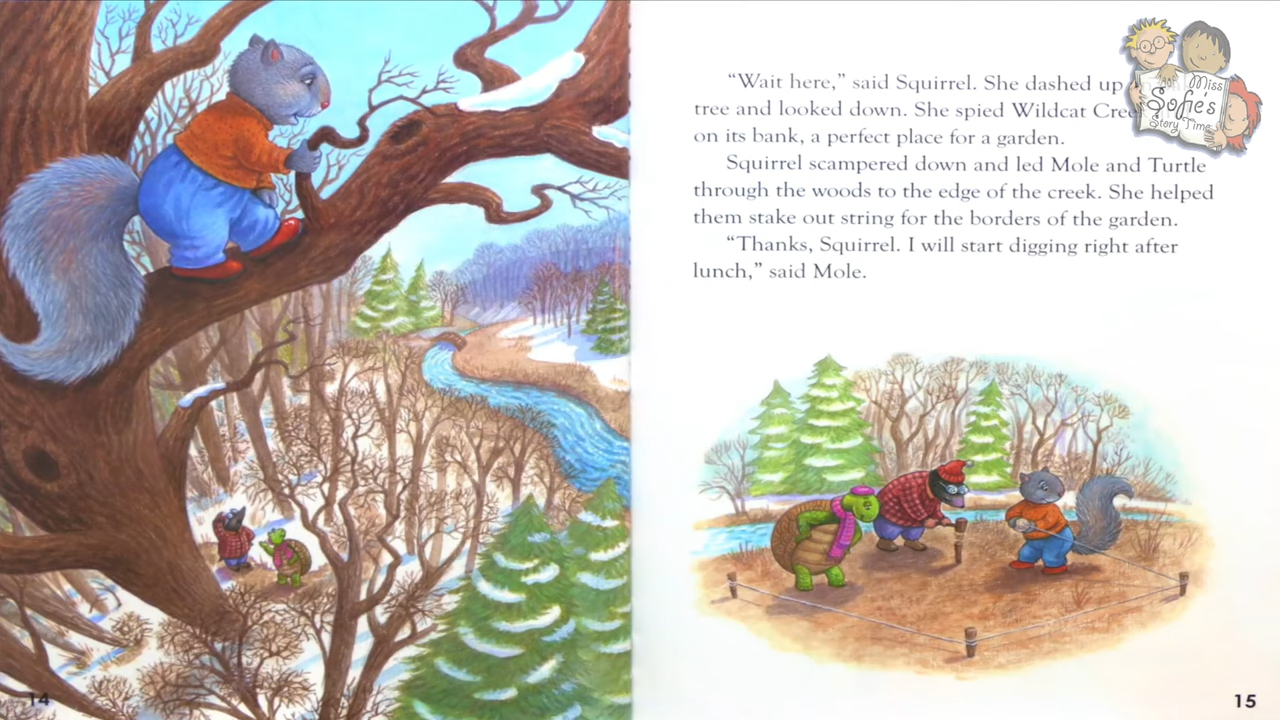 “Wait here,” said Squirrel. She dashed up
tree and looked down. She spied Wildcat
on its bank, a perfect place for a garden.
Squirrel scampered down and led Mole and Turtle
through the woods to the edge of the creek. She helped
them stake out string for the borders of the garden.
“Thanks, Squirrel. I will start digging right after
lunch,” said Mole.
Miss
Sofie's
Story Time
14
15